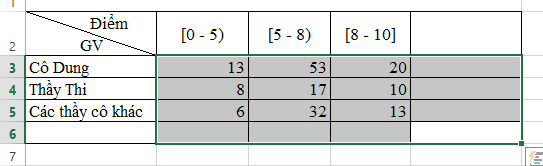 Điểm
GV
[0 - 5) [5 - 8) [8 - 10]
2
3 Cô Dung 13 53 20
4 Thầy Thi 8 17 10
5 Các thầy cô khác 6 32 13
6
7